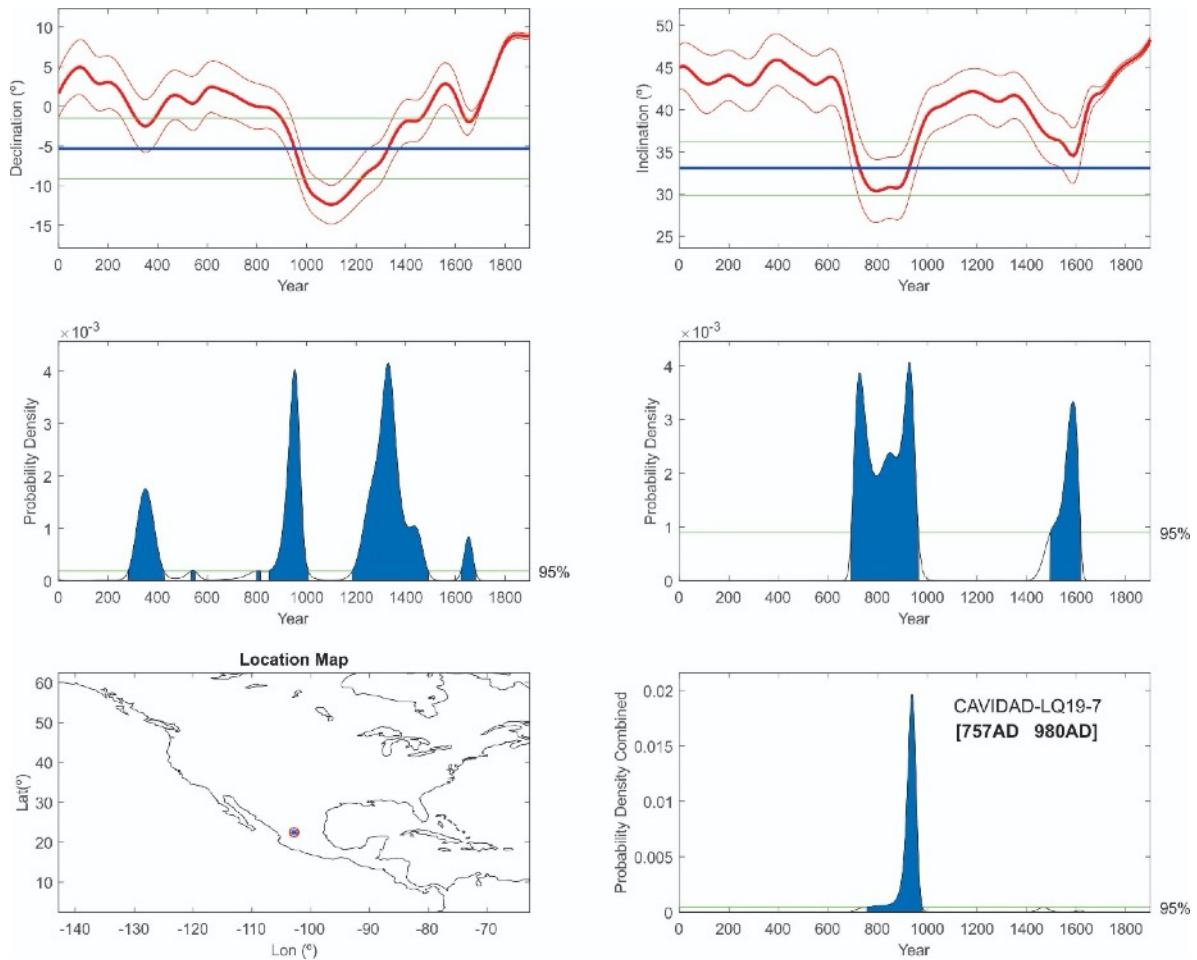 10
5
0
-5
-10
-15
Declination (º)
0 200 400 600 800 1000 1200 1400 1600 1800
Year
50
45
40
35
30
25
Inclination (º)
0 200 400 600 800 1000 1200 1400 1600 1800
Year
×10⁻³
4
3
2
1
0
Probability Density
95%
0 200 400 600 800 1000 1200 1400 1600 1800
Year
×10⁻³
4
3
2
1
0
Probability Density
95%
0 200 400 600 800 1000 1200 1400 1600 1800
Year
Location Map
60
50
40
30
20
10
Lat(º)
-140 -130 -120 -110 -100 -90 -80 -70
Lon (º)
0.02
0.015
0.01
0.005
0
Probability Density Combined
CAVIDAD-LQ19-7
[757AD 980AD]
95%
0 200 400 600 800 1000 1200 1400 1600 1800
Year